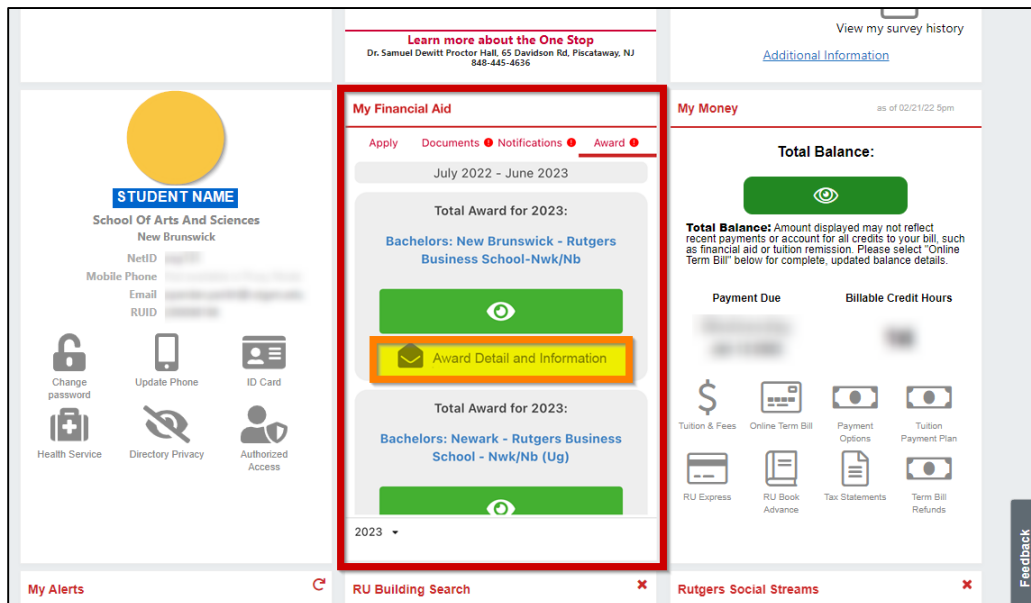 Learn more about the One Stop
Dr. Samuel Dewitt Proctor Hall, 65 Davidson Rd, Piscataway, NJ
848-445-4636
View my survey history
Additional Information
STUDENT NAME
School Of Arts And Sciences
New Brunswick
NetID
Mobile Phone
Email
RUID
Change
password
Update Phone
ID Card
Health Service
Directory Privacy
Authorized
Access
My Financial Aid
Apply Documents Notifications Award
July 2022 - June 2023
Total Award for 2023:
Bachelors: New Brunswick - Rutgers
Business School-Nwk/Nb
Award Detail and Information
Total Award for 2023:
Bachelors: Newark - Rutgers Business
School - Nwk/Nb (Ug)
2023
My Money as of 02/21/22 5pm
Total Balance:
Total Balance: Amount displayed may not reflect
recent payments or account for all credits to your bill, such
as financial aid or tuition remission. Please select "Online
Term Bill" below for complete, updated balance details.
Payment Due Billable Credit Hours
Tuition & Fees
Online Term Bill
Payment
Options
Tuition
Payment Plan
RU Express
RU Book
Advance
Tax Statements
Term Bill
Refunds
Feedback
My Alerts
RU Building Search
Rutgers Social Streams